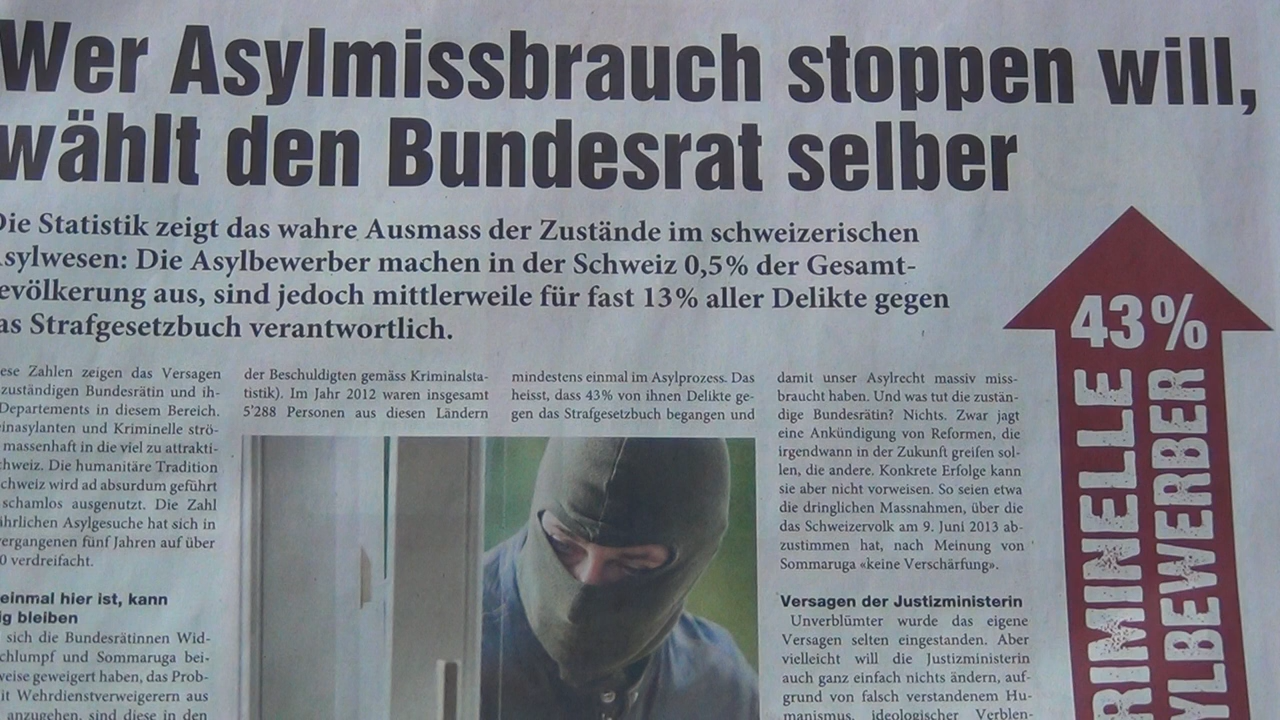 Wer Asylmissbrauch stoppen will,
wählt den Bundesrat selber
Die Statistik zeigt das wahre Ausmass der Zustände im schweizerischen
sylwesen: Die Asylbewerber machen in der Schweiz 0,5% der Gesamt-
evölkerung aus, sind jedoch mittlerweile für fast 13% aller Delikte gegen
as Strafgesetzbuch verantwortlich.
ese Zahlen zeigen das Versagen
zuständigen Bundesrätin und ih-
Departements in diesem Bereich.
einasylanten und Kriminelle strö-
massenhaft in die viel zu attrakti-
chweiz. Die humanitäre Tradition
chweiz wird ad absurdum geführt
schamlos ausgenutzt. Die Zahl
ährlichen Asylgesuche hat sich in
vergangenen fünf Jahren auf über
0 verdreifacht.
einmal hier ist, kann
ig bleiben
sich die Bundesrätinnen Wid-
chlumpf und Sommaruga bei-
weise geweigert haben, das Prob-
it Wehrdienstverweigerern aus
anzugehen, sind diese in den
der Beschuldigten gemäss Kriminalsta-
tistik). Im Jahr 2012 waren insgesamt
5'288 Personen aus diesen Ländern
mindestens einmal im Asylprozess. Das
heisst, dass 43% von ihnen Delikte ge-
gen das Strafgesetzbuch begangen und
damit unser Asylrecht massiv miss-
braucht haben. Und was tut die zustän-
dige Bundesrätin? Nichts. Zwar jagt
eine Ankündigung von Reformen, die
irgendwann in der Zukunft greifen sol-
len, die andere. Konkrete Erfolge kann
sie aber nicht vorweisen. So seien etwa
die dringlichen Massnahmen, über die
das Schweizervolk am 9. Juni 2013 ab-
zustimmen hat, nach Meinung von
Sommaruga «keine Verschärfung».
Versagen der Justizministerin
Unverblümter wurde das eigene
Versagen selten eingestanden. Aber
vielleicht will die Justizministerin
auch ganz einfach nichts ändern, auf-
grund von falsch verstandenem Hu-
manismus, ideologischer Verblen-
43%
RIMINELLE
YLBEWERBER